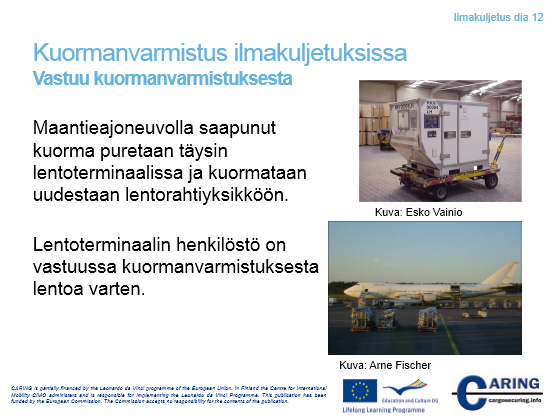 Ilmakuljetus dia 12
Kuormanvarmistus ilmakuljetuksissa
Vastuu kuormanvarmistuksesta
Maantieajoneuvolla saapunut
kuorma puretaan täysin
lentoterminaalissa ja kuormataan
uudestaan lentorahtiyksikköön.
Kuva: Esko Vainio
Lentoterminaalin henkilöstö on
vastuussa kuormanvarmistuksesta
lentoa varten.
Kuva: Arne Fischer
CARING is partially financed by the Leonardo da Vinci programme of the European Union. In Finland the Centre for International
Mobility CIMO administers and is responsible for implementing the Leonardo da Vinci Programme. This publication has been
funded by the European Commission. The Commission accepts no responsibility for the contents of the publication.
Education and Culture DG
Lifelong Learning Programme
CARING
cargosecuring.info